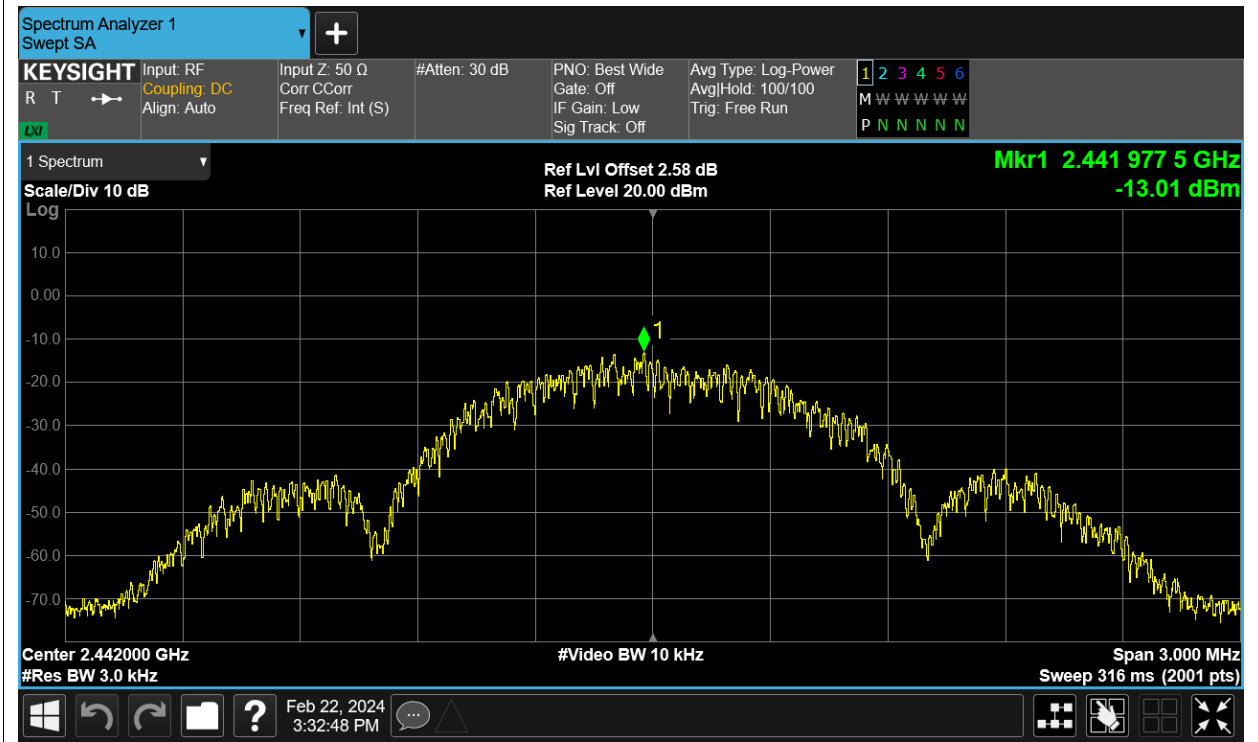 Spectrum Analyzer 1
Swept SA
KEYSIGHT
R T
LXI
Input: RF
Coupling: DC
Align: Auto
Input Z: 50 Ω
Corr CCorr
Freq Ref: Int (S)
#Atten: 30 dB
PNO: Best Wide
Gate: Off
IF Gain: Low
Sig Track: Off
Avg Type: Log-Power
Avg|Hold: 100/100
Trig: Free Run
1 2 3 4 5 6
M W W W W W
P N N N N N
1 Spectrum
Scale/Div 10 dB
Log
Ref Lvl Offset 2.58 dB
Ref Level 20.00 dBm
Mkr1 2.441 977 5 GHz
-13.01 dBm
10.0
0.00
-10.0
-20.0
-30.0
-40.0
-50.0
-60.0
-70.0
1
Center 2.442000 GHz
#Res BW 3.0 kHz
#Video BW 10 kHz
Span 3.000 MHz
Sweep 316 ms (2001 pts)
?
Feb 22, 2024
3:32:48 PM